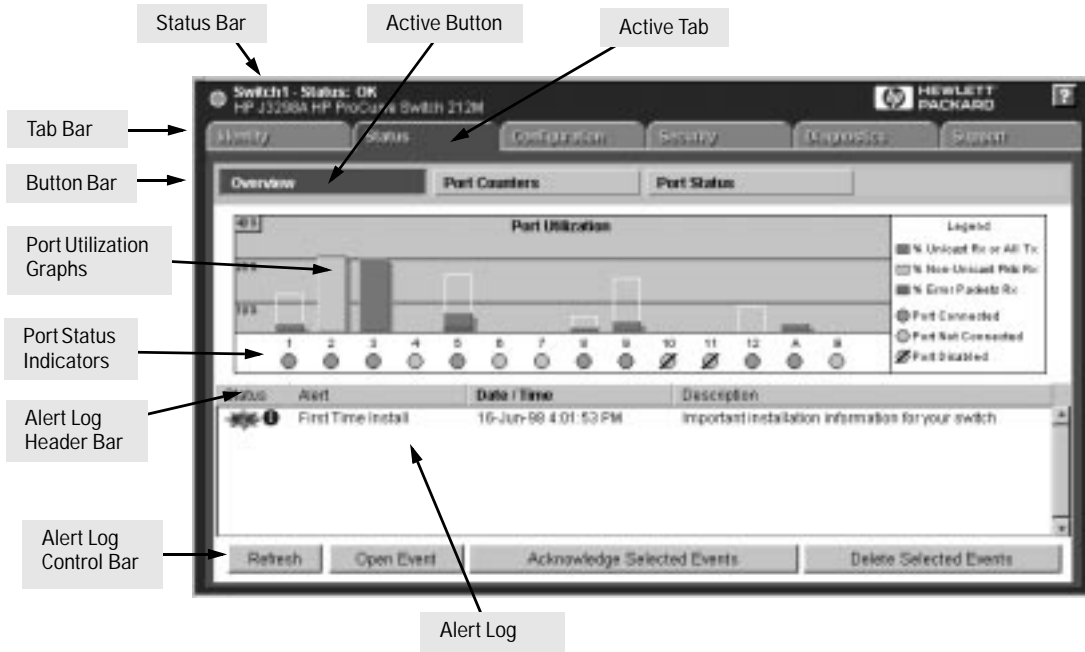 Status Bar
Active Button
Active Tab
Switch1 - Status: OK
HP J3298A HP ProCurve Switch 212M
HEWLETT
PACKARD
?
Tab Bar
Identity
Status
Configuration
Security
Diagnostics
Support
Button Bar
Overview
Port Counters
Port Status
Port Utilization
Graphs
Port Utilization
Legend
% Unicast Rx or All Tx
% Non-Unicast Pkts Rx
% Error Packets Rx
Port Connected
Port Not Connected
Port Disabled
Port Status
Indicators
1 2 3 4 5 6 7 8 9 10 11 12 A B
Alert Log
Header Bar
Status Alert Date / Time Description
First Time Install 16-Jun-98 4:01:53 PM Important installation information for your switch
Alert Log
Control Bar
Refresh
Open Event
Acknowledge Selected Events
Delete Selected Events
Alert Log